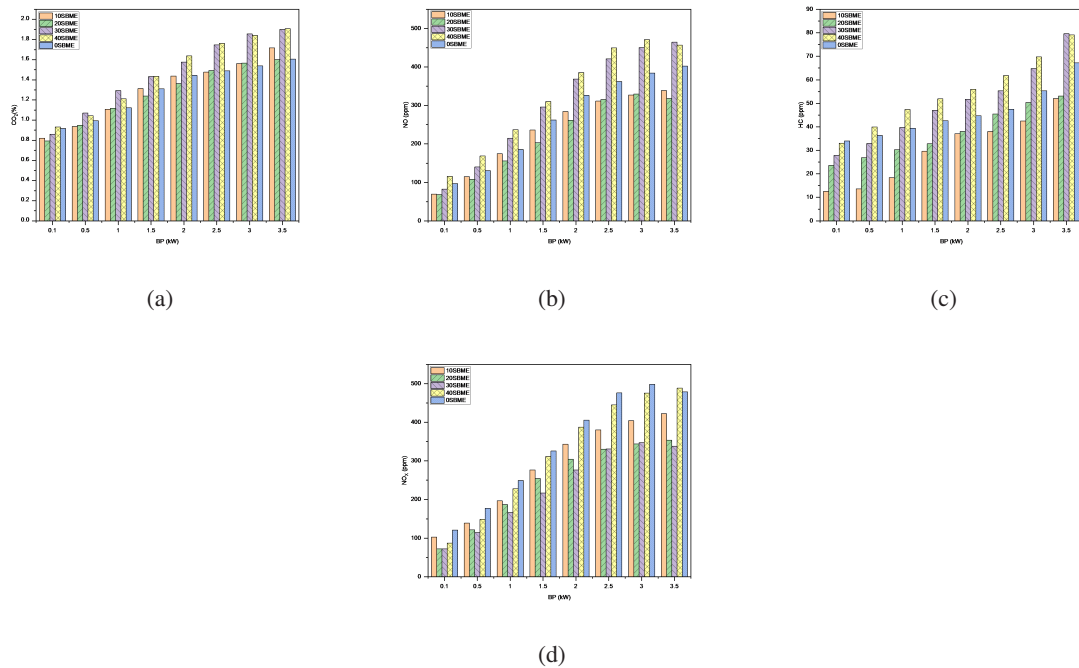 2.0
1.8
1.6
1.4
1.2
1.0
0.8
0.6
0.4
0.2
0.0
CO₂(%)
10SBME
20SBME
30SBME
40SBME
0SBME
0.1 0.5 1 1.5 2 2.5 3 3.5
BP (kW)
(a)
500
400
300
200
100
0
NO (ppm)
10SBME
20SBME
30SBME
40SBME
0SBME
0.1 0.5 1 1.5 2 2.5 3 3.5
BP (kW)
(b)
90
80
70
60
50
40
30
20
10
0
HC (ppm)
10SBME
20SBME
30SBME
40SBME
0SBME
0.1 0.5 1 1.5 2 2.5 3 3.5
BP (kW)
(c)
500
400
300
200
100
0
NOX (ppm)
10SBME
20SBME
30SBME
40SBME
0SBME
0.1 0.5 1 1.5 2 2.5 3 3.5
BP (kW)
(d)